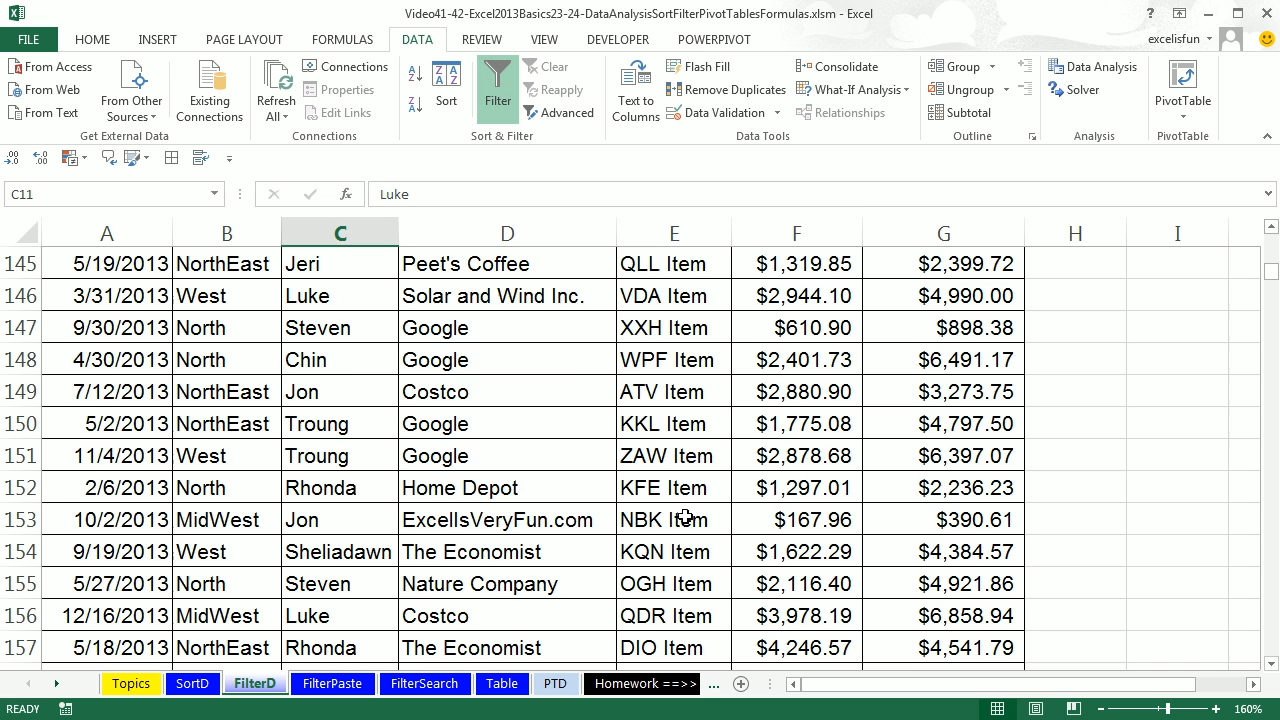 Video41-42-Excel2013Basics23-24-DataAnalysisSortFilterPivotTablesFormulas.xlsm - Excel
FILE HOME INSERT PAGE LAYOUT FORMULAS DATA REVIEW VIEW DEVELOPER POWERPIVOT excelisfun
From Access
From Web
From Text
From Other Sources
Get External Data
Existing Connections
Refresh All
Connections
Properties
Edit Links
Connections
Sort
Filter
Clear
Reapply
Advanced
Sort & Filter
Text to Columns
Flash Fill
Remove Duplicates
Data Validation
Consolidate
What-If Analysis
Relationships
Data Tools
Group
Ungroup
Subtotal
Outline
Data Analysis
Solver
Analysis
PivotTable
PivotTable
C11 fx Luke
A B C D E F G H I
145 5/19/2013 NorthEast Jeri Peet's Coffee QLL Item $1,319.85 $2,399.72
146 3/31/2013 West Luke Solar and Wind Inc. VDA Item $2,944.10 $4,990.00
147 9/30/2013 North Steven Google XXH Item $610.90 $898.38
148 4/30/2013 North Chin Google WPF Item $2,401.73 $6,491.17
149 7/12/2013 NorthEast Jon Costco ATV Item $2,880.90 $3,273.75
150 5/2/2013 NorthEast Troung Google KKL Item $1,775.08 $4,797.50
151 11/4/2013 West Troung Google ZAW Item $2,878.68 $6,397.07
152 2/6/2013 North Rhonda Home Depot KFE Item $1,297.01 $2,236.23
153 10/2/2013 MidWest Jon ExcelIsVeryFun.com NBK Item $167.96 $390.61
154 9/19/2013 West Sheliadawn The Economist KQN Item $1,622.29 $4,384.57
155 5/27/2013 North Steven Nature Company OGH Item $2,116.40 $4,921.86
156 12/16/2013 MidWest Luke Costco QDR Item $3,978.19 $6,858.94
157 5/18/2013 NorthEast Rhonda The Economist DIO Item $4,246.57 $4,541.79
Topics SortD FilterD FilterPaste FilterSearch Table PTD Homework ==>> ...
READY 160%